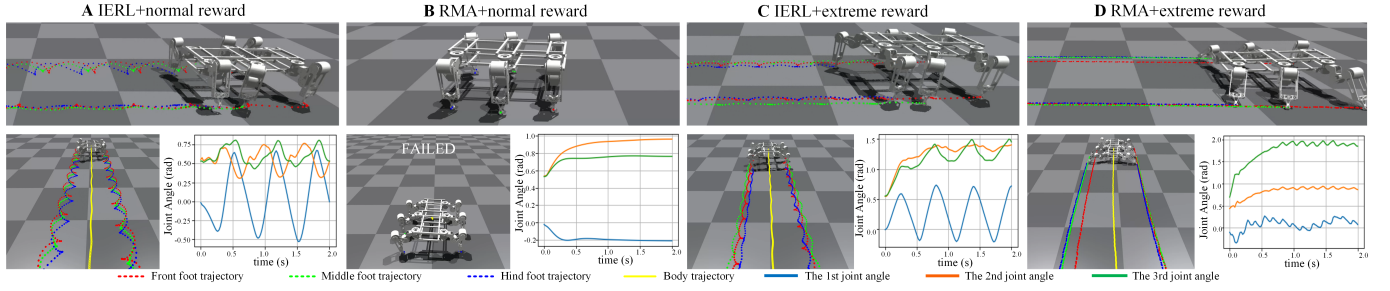 A IERL+normal reward
B RMA+normal reward
C IERL+extreme reward
D RMA+extreme reward
FAILED
Joint Angle (rad)
0.75
0.50
0.25
0.00
-0.25
-0.50
0.0 0.5 1.0 1.5 2.0
time (s)
Joint Angle (rad)
1.0
0.8
0.6
0.4
0.2
0.0
-0.2
0.0 0.5 1.0 1.5 2.0
time (s)
Joint Angle (rad)
1.5
1.0
0.5
0.0
0.0 0.5 1.0 1.5 2.0
time (s)
Joint Angle (rad)
2.0
1.5
1.0
0.5
0.0
0.0 0.5 1.0 1.5 2.0
time (s)
Front foot trajectory
Middle foot trajectory
Hind foot trajectory
Body trajectory
The 1st joint angle
The 2nd joint angle
The 3rd joint angle